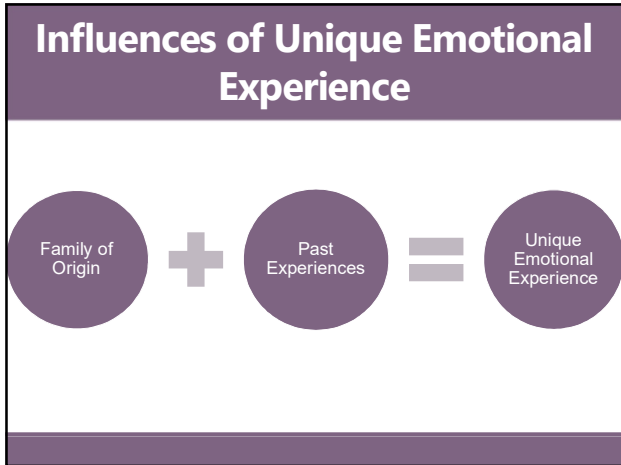 Influences of Unique Emotional
Experience
Family of
Origin
Past
Experiences
Unique
Emotional
Experience